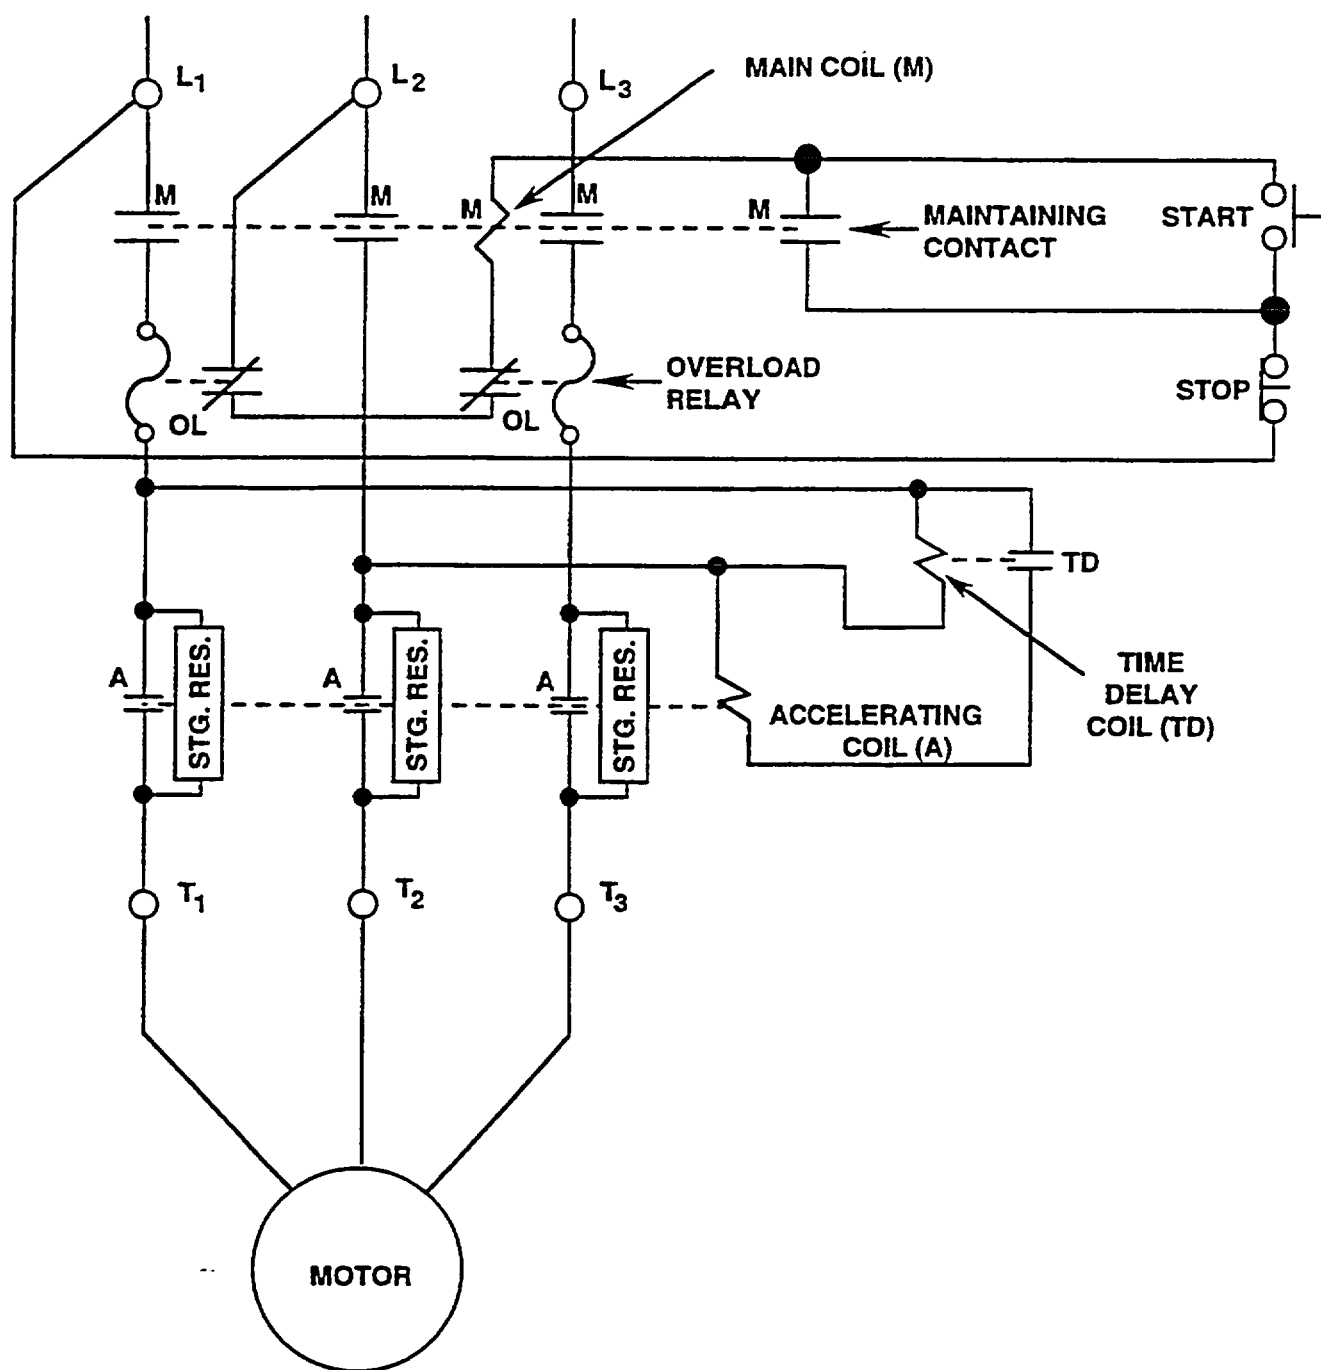 L1
L2
L3
MAIN COIL (M)
M
M
M
M
M
MAINTAINING
CONTACT
START
OVERLOAD
RELAY
STOP
OL
OL
TD
A
STG. RES.
A
STG. RES.
A
STG. RES.
TIME
DELAY
COIL (TD)
ACCELERATING
COIL (A)
T1
T2
T3
MOTOR